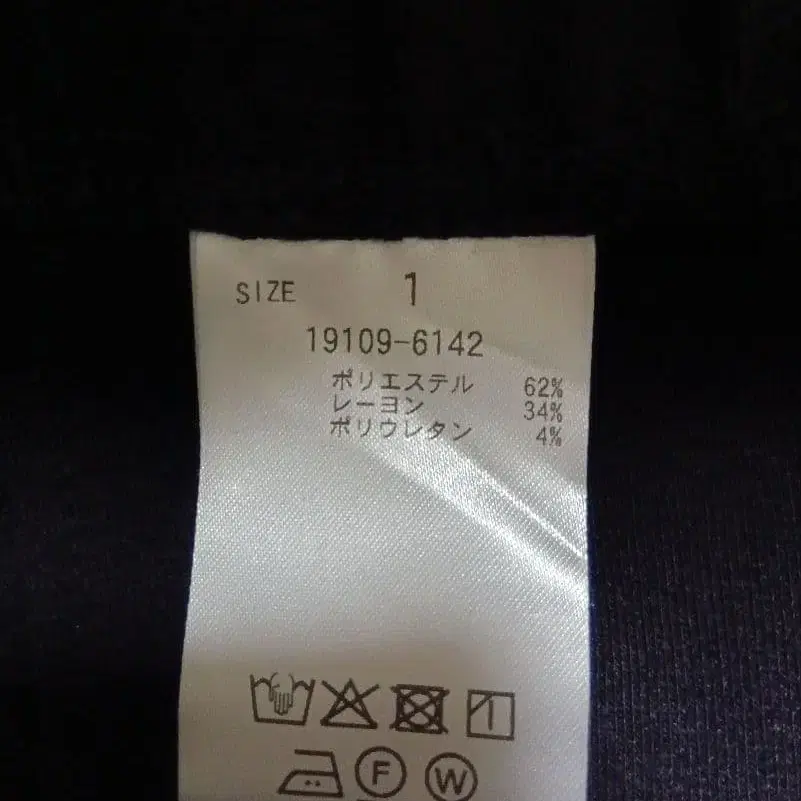 SIZE 1
19109-6142
ポリエステル 62%
レーヨン 34%
ポリウレタン 4%
F W